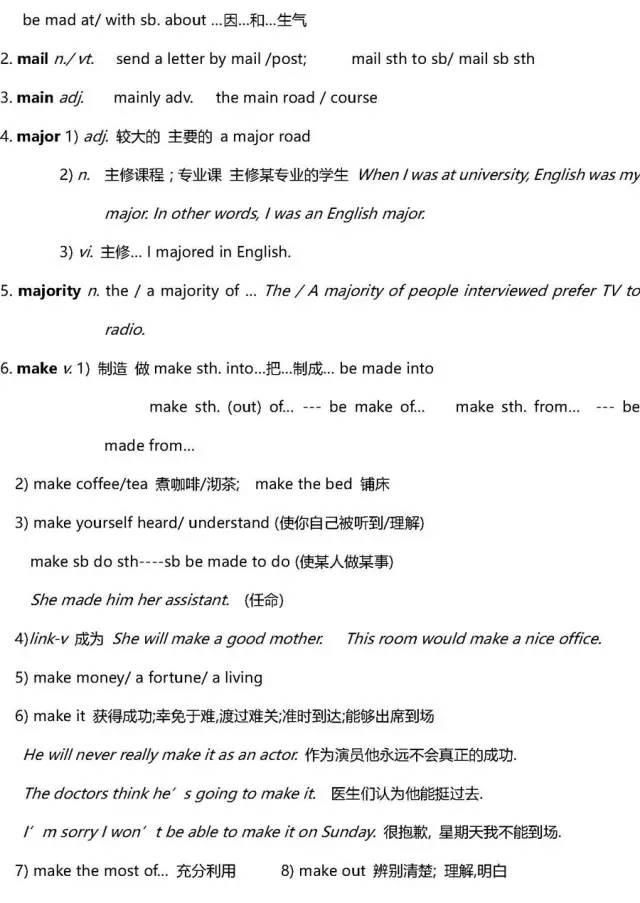 be mad at/ with sb. about ...因...和...生气
2. mail n./ vt. send a letter by mail /post; mail sth to sb/ mail sb sth
3. main adj. mainly adv. the main road / course
4. major 1) adj. 较大的 主要的 a major road
2) n. 主修课程 ; 专业课 主修某专业的学生 When I was at university, English was my
major. In other words, I was an English major.
3) vi. 主修... I majored in English.
5. majority n. the / a majority of ... The / A majority of people interviewed prefer TV to
radio.
6. make v. 1) 制造 做 make sth. into...把...制成... be made into
make sth. (out) of... --- be make of... make sth. from... --- be
made from...
2) make coffee/tea 煮咖啡/沏茶; make the bed 铺床
3) make yourself heard/ understand (使你自己被听到/理解)
make sb do sth----sb be made to do (使某人做某事)
She made him her assistant. (任命)
4)link-v 成为 She will make a good mother. This room would make a nice office.
5) make money/ a fortune/ a living
6) make it 获得成功;幸免于难,渡过难关;准时到达;能够出席到场
He will never really make it as an actor. 作为演员他永远不会真正的成功.
The doctors think he′s going to make it. 医生们认为他能挺过去.
I′m sorry I won′t be able to make it on Sunday. 很抱歉, 星期天我不能到场.
7) make the most of... 充分利用 8) make out 辨别清楚; 理解,明白